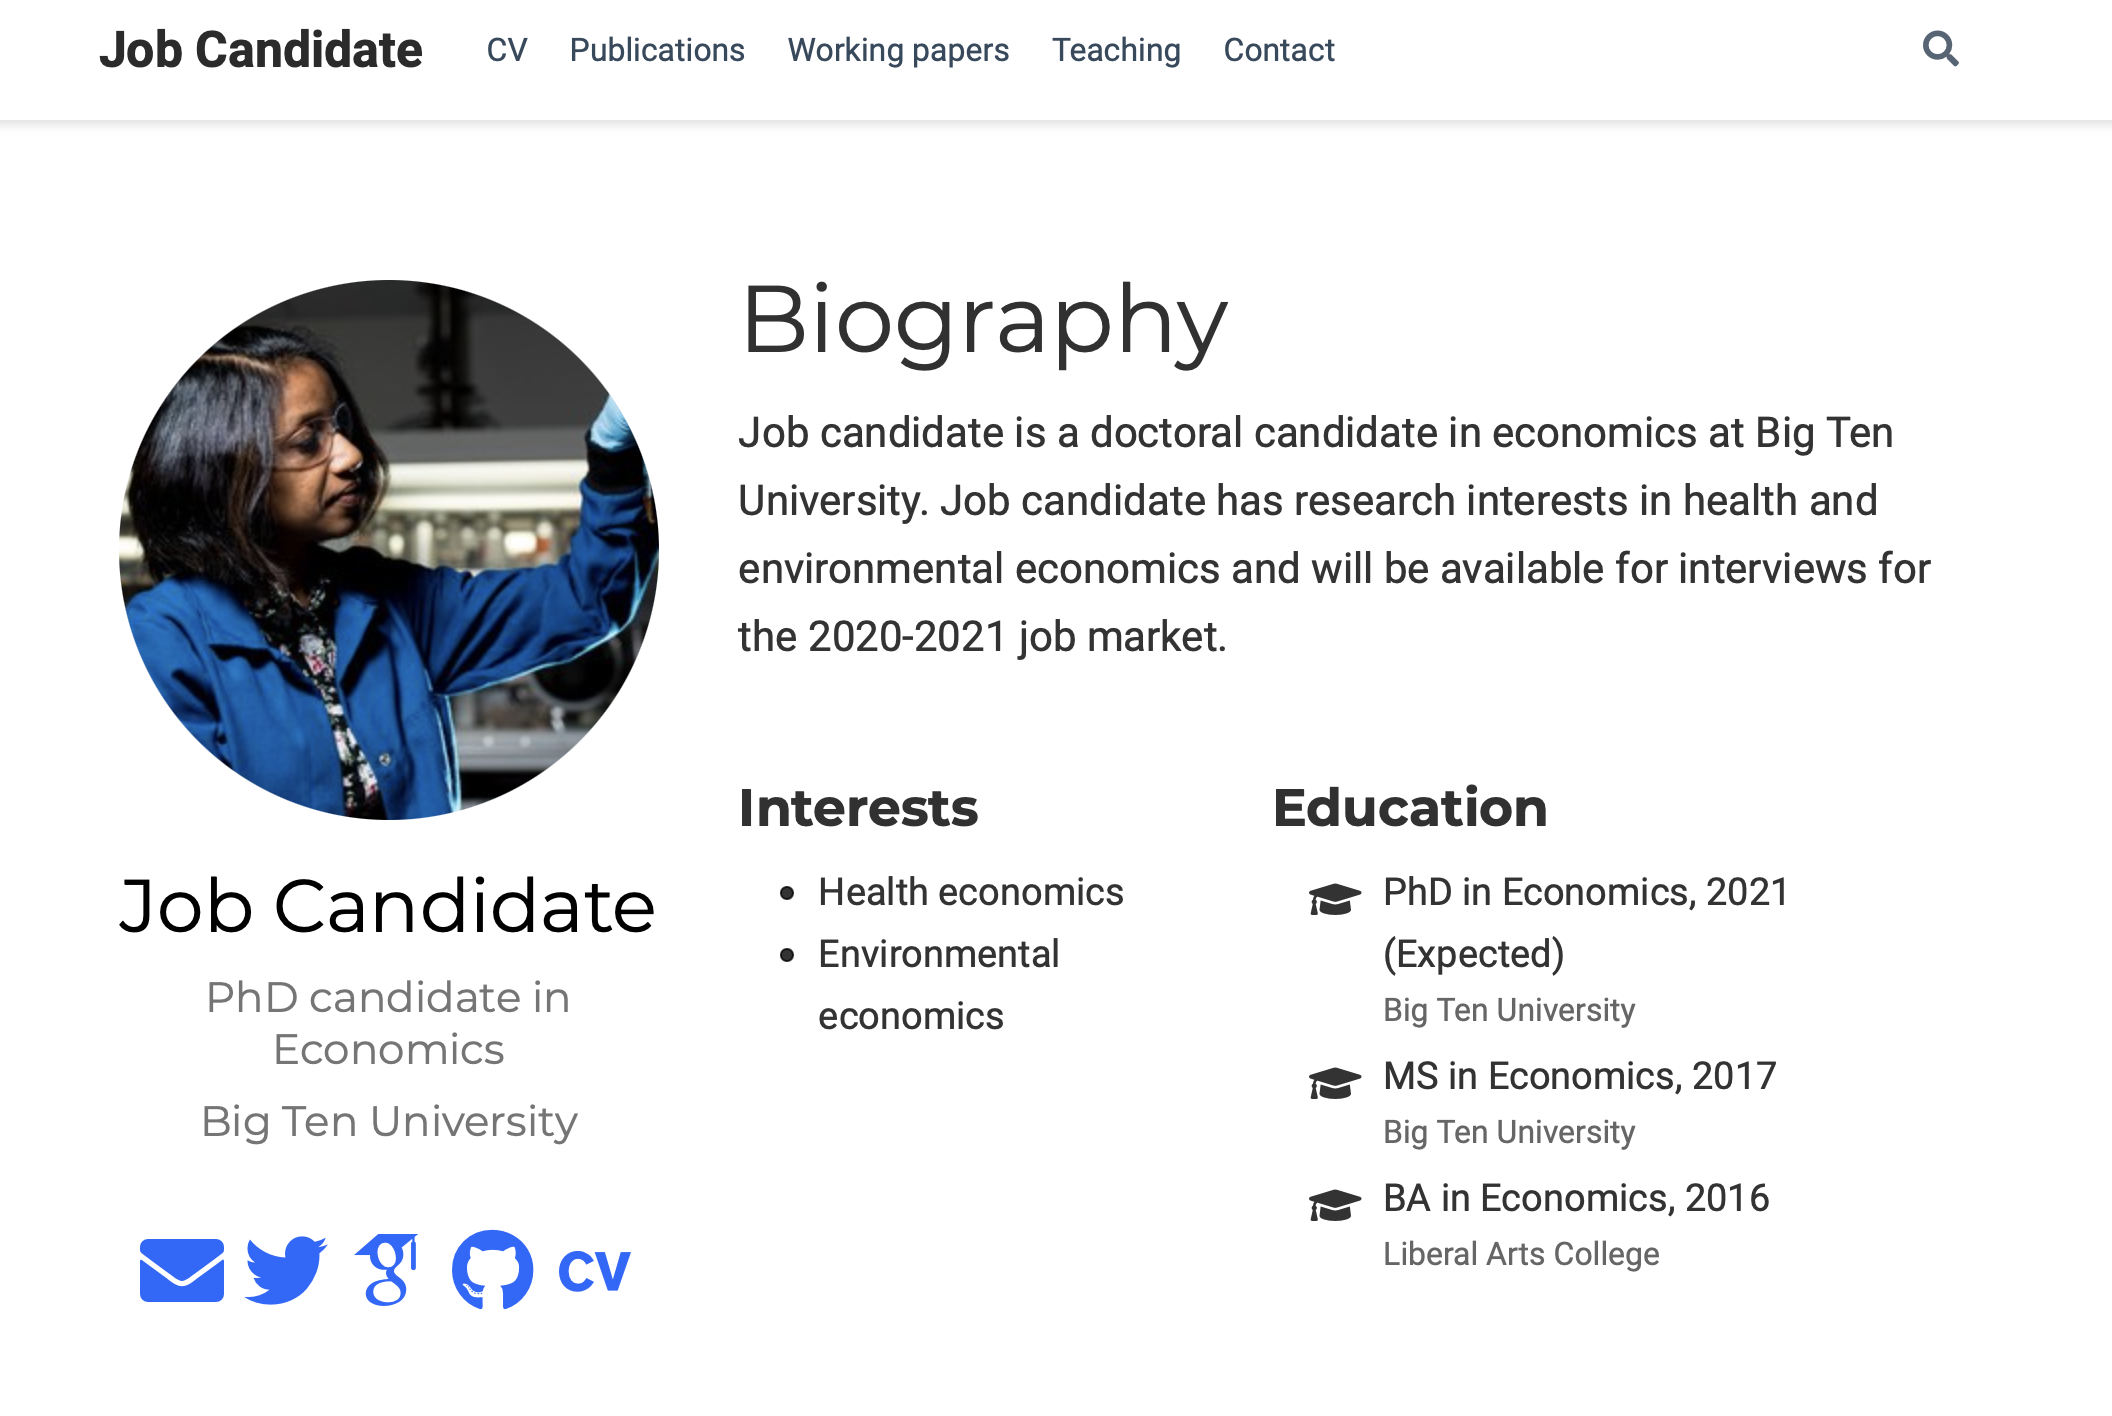 Job Candidate CV Publications Working papers Teaching Contact
Job Candidate
PhD candidate in
Economics
Big Ten University
CV
Biography
Job candidate is a doctoral candidate in economics at Big Ten
University. Job candidate has research interests in health and
environmental economics and will be available for interviews for
the 2020-2021 job market.
Interests
Health economics
Environmental
economics
Education
PhD in Economics, 2021
(Expected)
Big Ten University
MS in Economics, 2017
Big Ten University
BA in Economics, 2016
Liberal Arts College